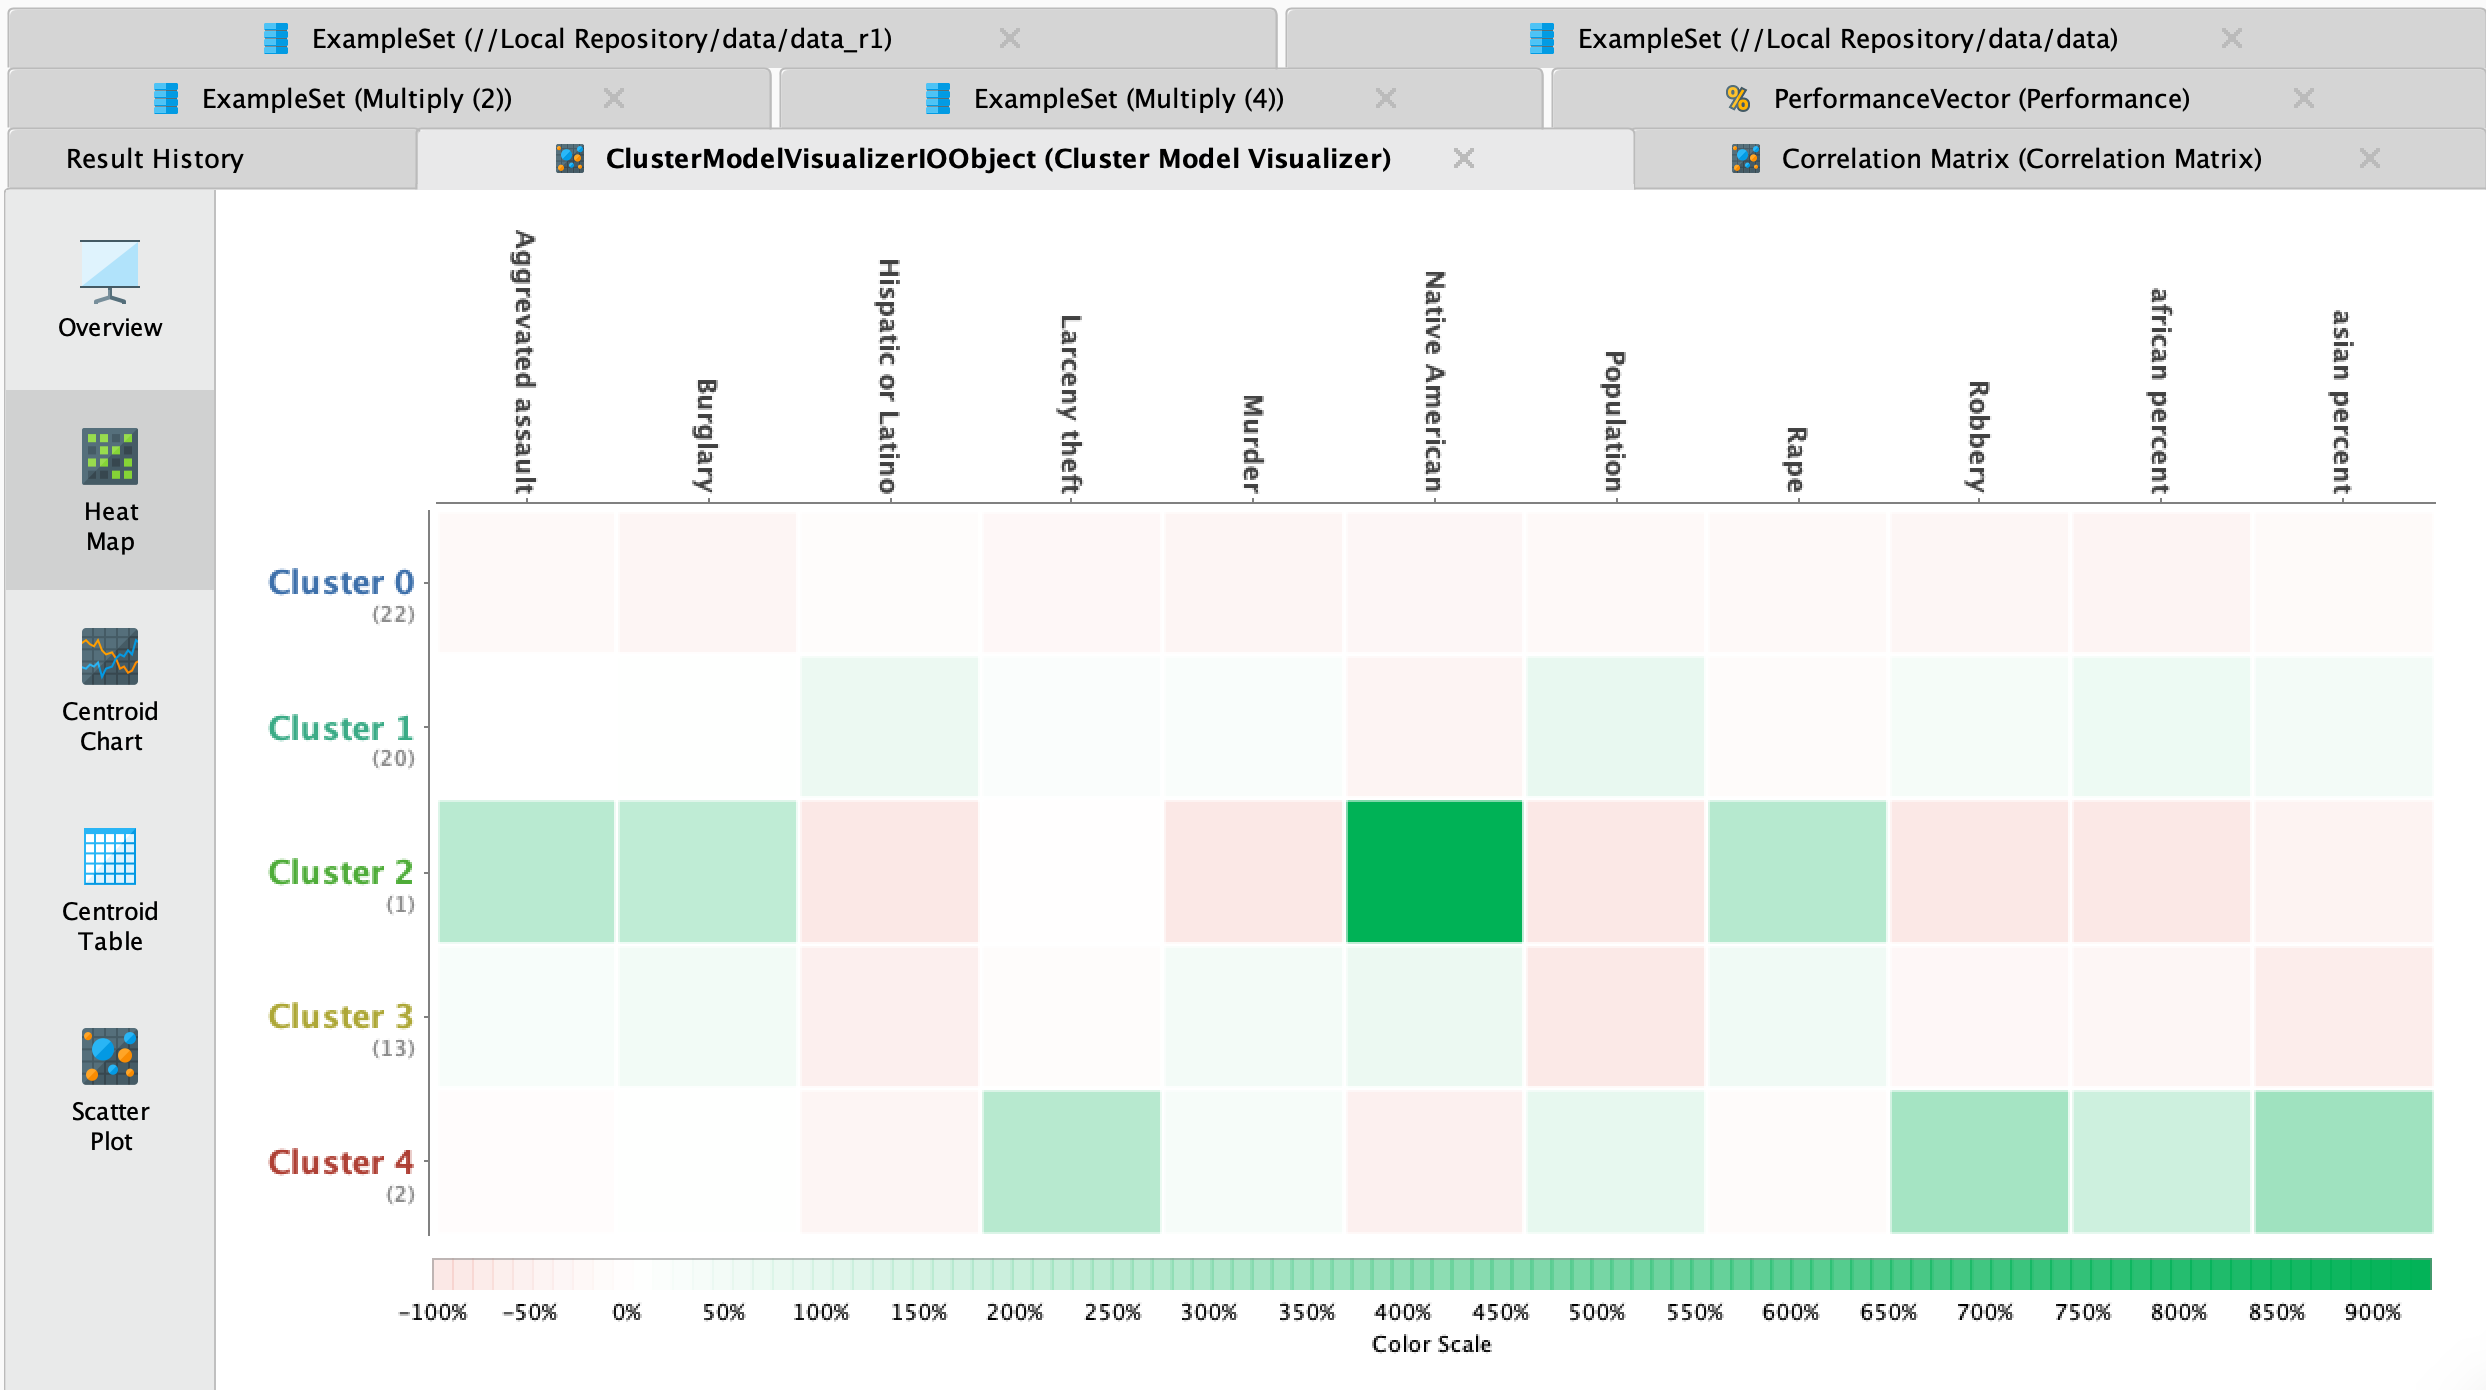 ExampleSet (//Local Repository/data/data_r1)
ExampleSet (//Local Repository/data/data)
ExampleSet (Multiply (2))
ExampleSet (Multiply (4))
PerformanceVector (Performance)
Result History
ClusterModelVisualizerIOObject (Cluster Model Visualizer)
Correlation Matrix (Correlation Matrix)
Overview
Heat
Map
Centroid
Chart
Centroid
Table
Scatter
Plot
Aggrevated assault
Burglary
Hispatic or Latino
Larceny theft
Murder
Native American
Population
Rape
Robbery
african percent
asian percent
Cluster 0
(22)
Cluster 1
(20)
Cluster 2
(1)
Cluster 3
(13)
Cluster 4
(2)
-100% -50% 0% 50% 100% 150% 200% 250% 300% 350% 400% 450% 500% 550% 600% 650% 700% 750% 800% 850% 900%
Color Scale